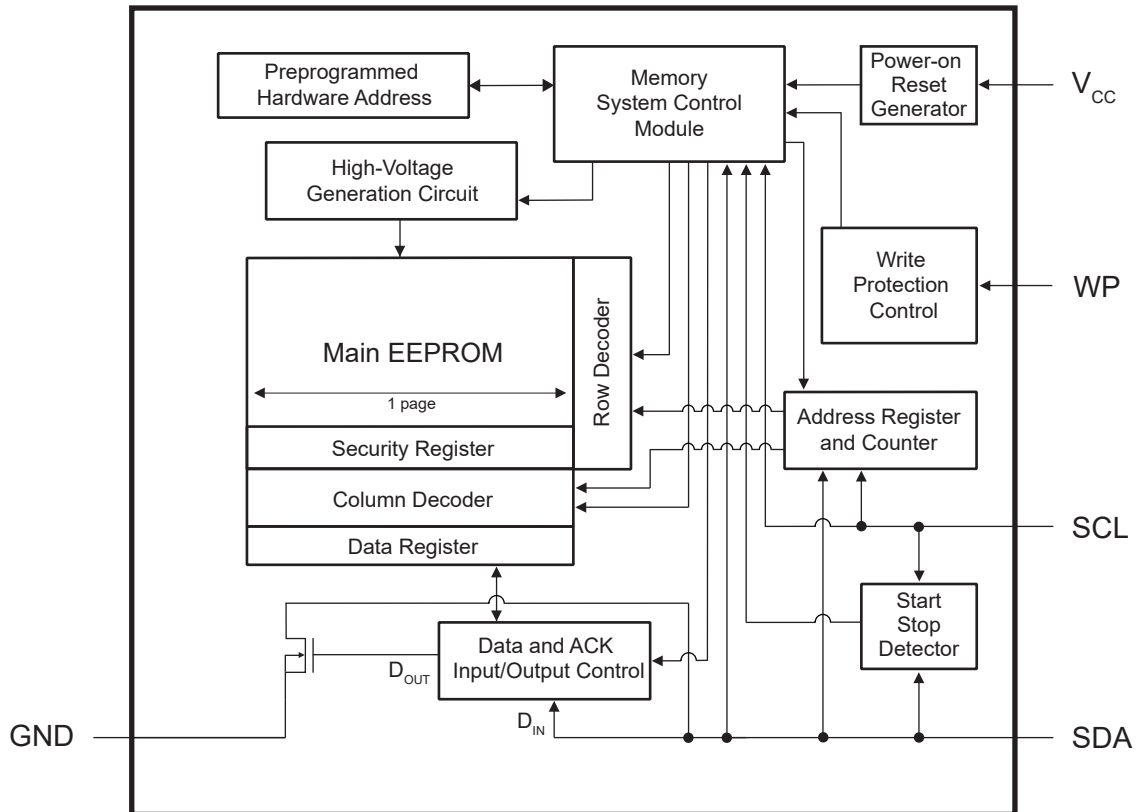 Preprogrammed
Hardware Address
Memory
System Control
Module
Power-on
Reset
Generator
VCC
High-Voltage
Generation Circuit
Write
Protection
Control
WP
Main EEPROM
1 page
Row Decoder
Address Register
and Counter
Security Register
Column Decoder
Data Register
SCL
Start
Stop
Detector
Data and ACK
Input/Output Control
DOUT
DIN
GND
SDA